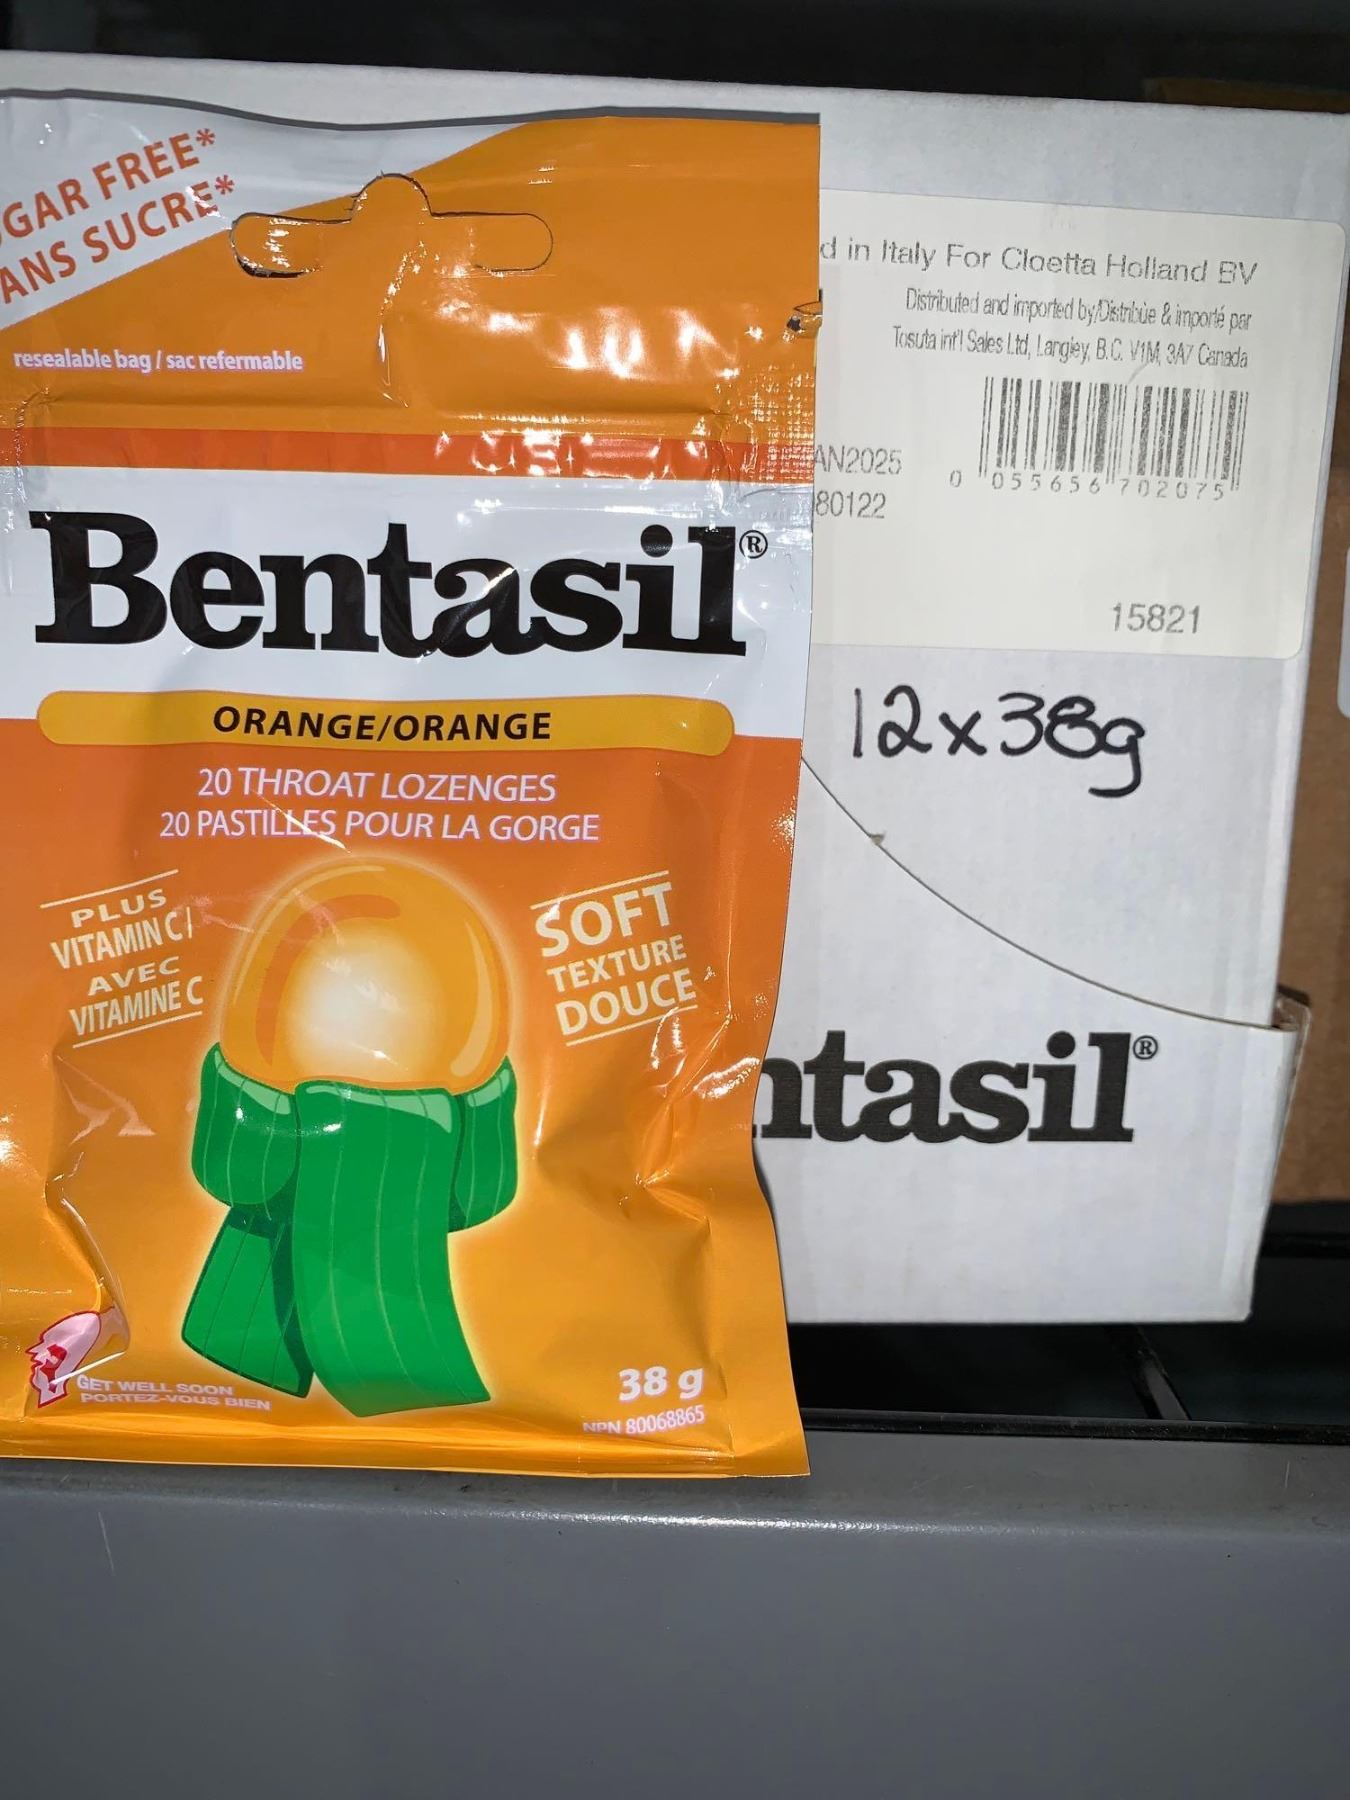 GAR FREE*
ANS SUCRE*
resealable bag / sac refermable
Bentasil®
ORANGE/ORANGE
20 THROAT LOZENGES
20 PASTILLES POUR LA GORGE
PLUS
VITAMIN C/
AVEC
VITAMINE C
SOFT
TEXTURE
DOUCE
GET WELL SOON
PORTEZ-VOUS BIEN
38 g
NPN 80068865
d in Italy For Cloetta Holland BV
Distributed and imported by/Distribúe & importé par
Tosuta int'l Sales Ltd, Langley, B.C. V1M, 3A7 Canada
AN2025
80122
0 055656 702075
15821
12x38g
ntasil®